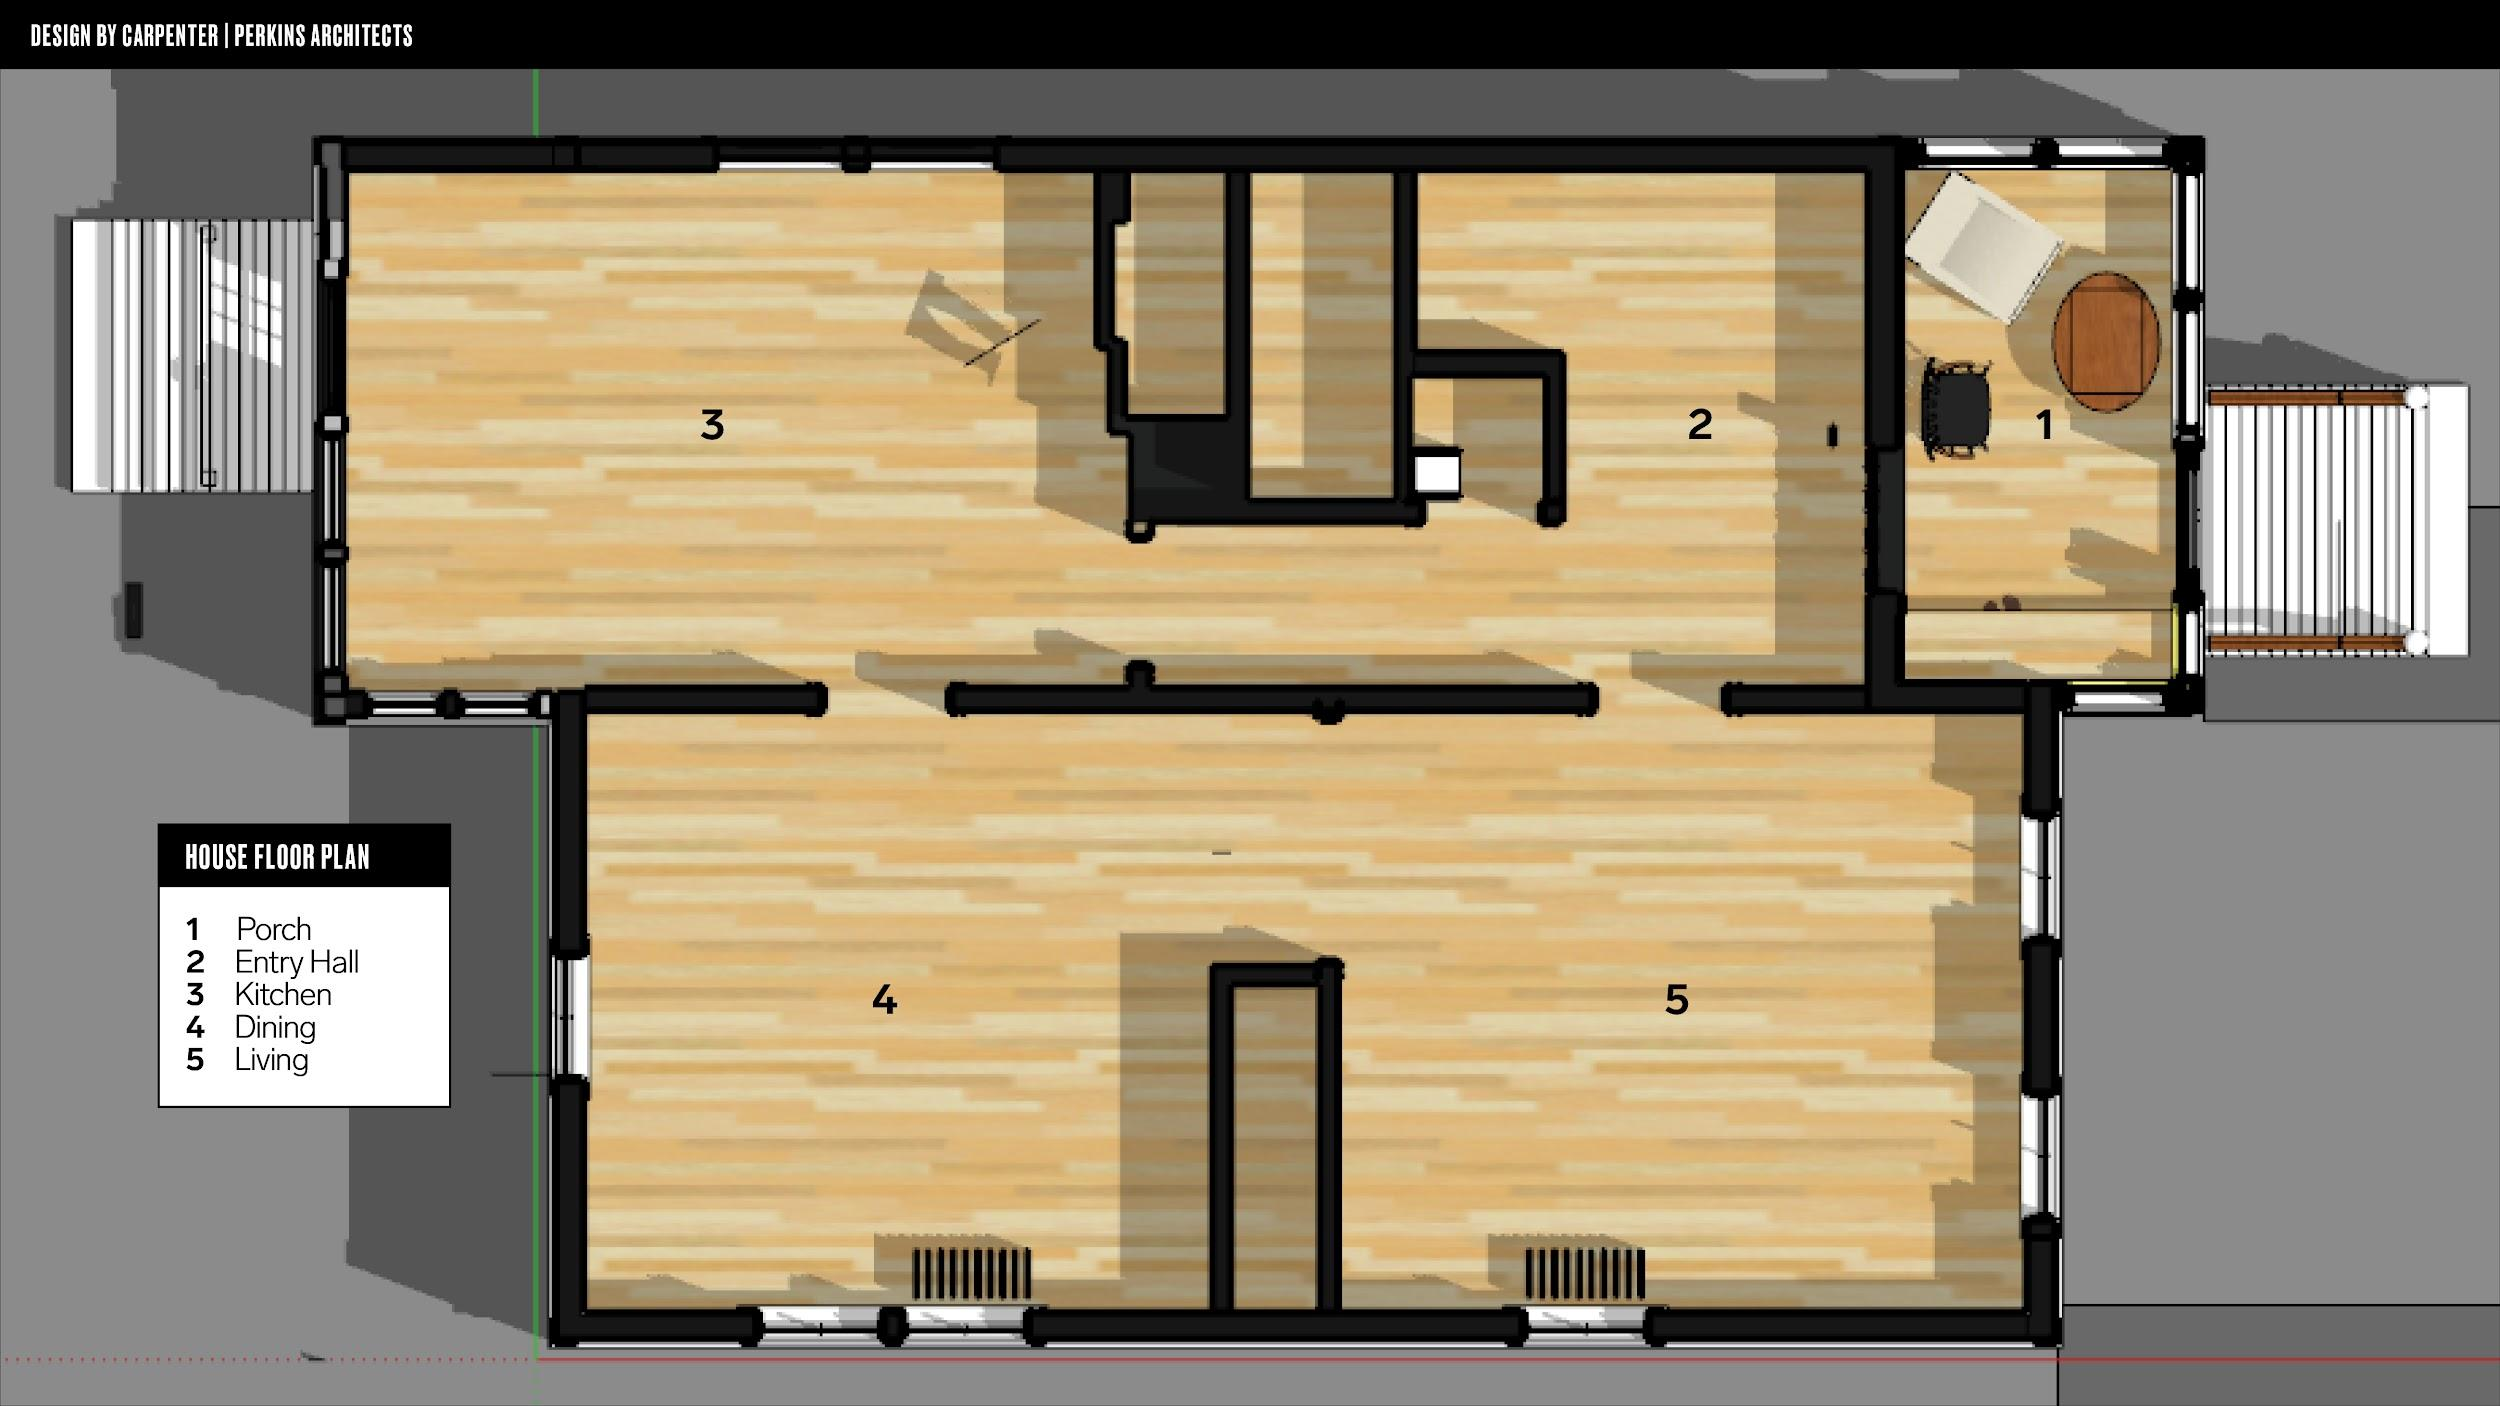 DESIGN BY CARPENTER | PERKINS ARCHITECTS
3
2
1
4
5
HOUSE FLOOR PLAN
1 Porch
2 Entry Hall
3 Kitchen
4 Dining
5 Living